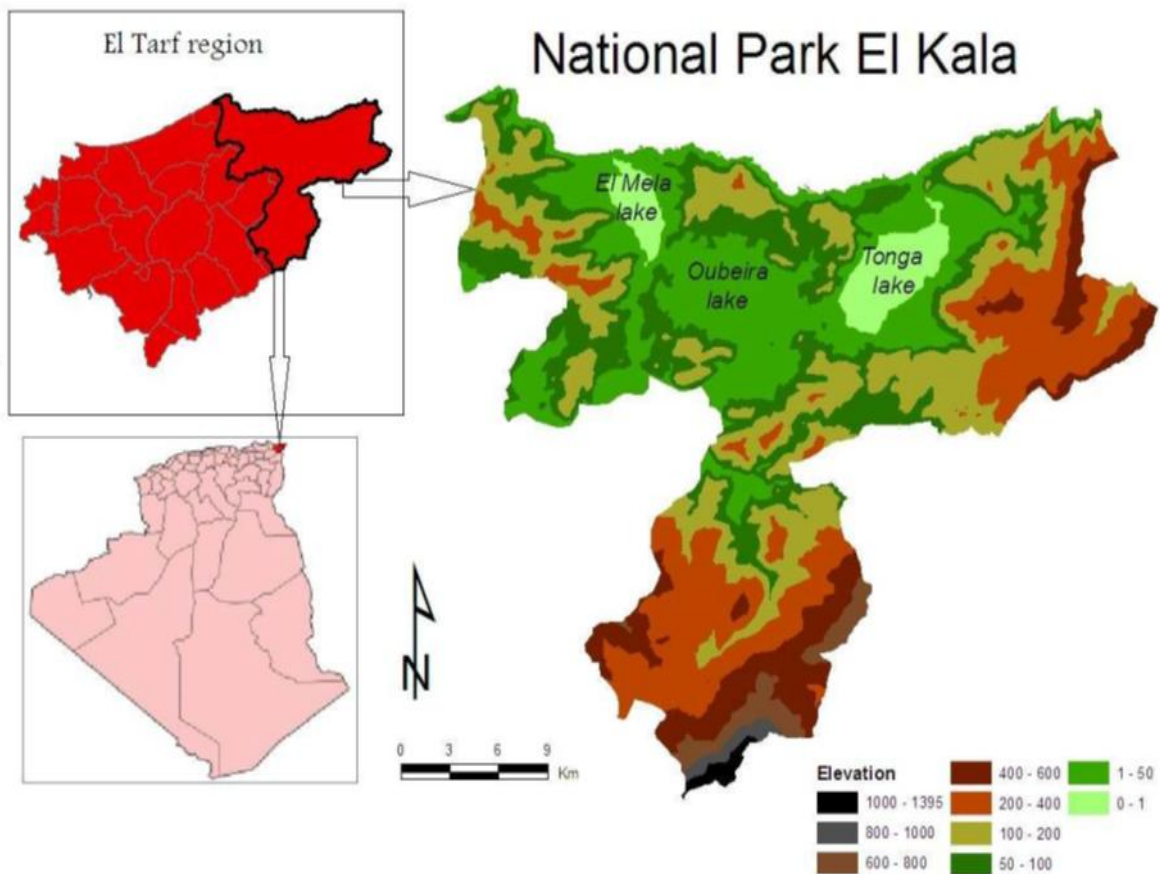 El Tarf region
National Park El Kala
El Mela
lake
Oubeira
lake
Tonga
lake
N
0 3 6 9
Km
Elevation
1000 - 1395
800 - 1000
600 - 800
400 - 600
200 - 400
100 - 200
50 - 100
1 - 50
0 - 1